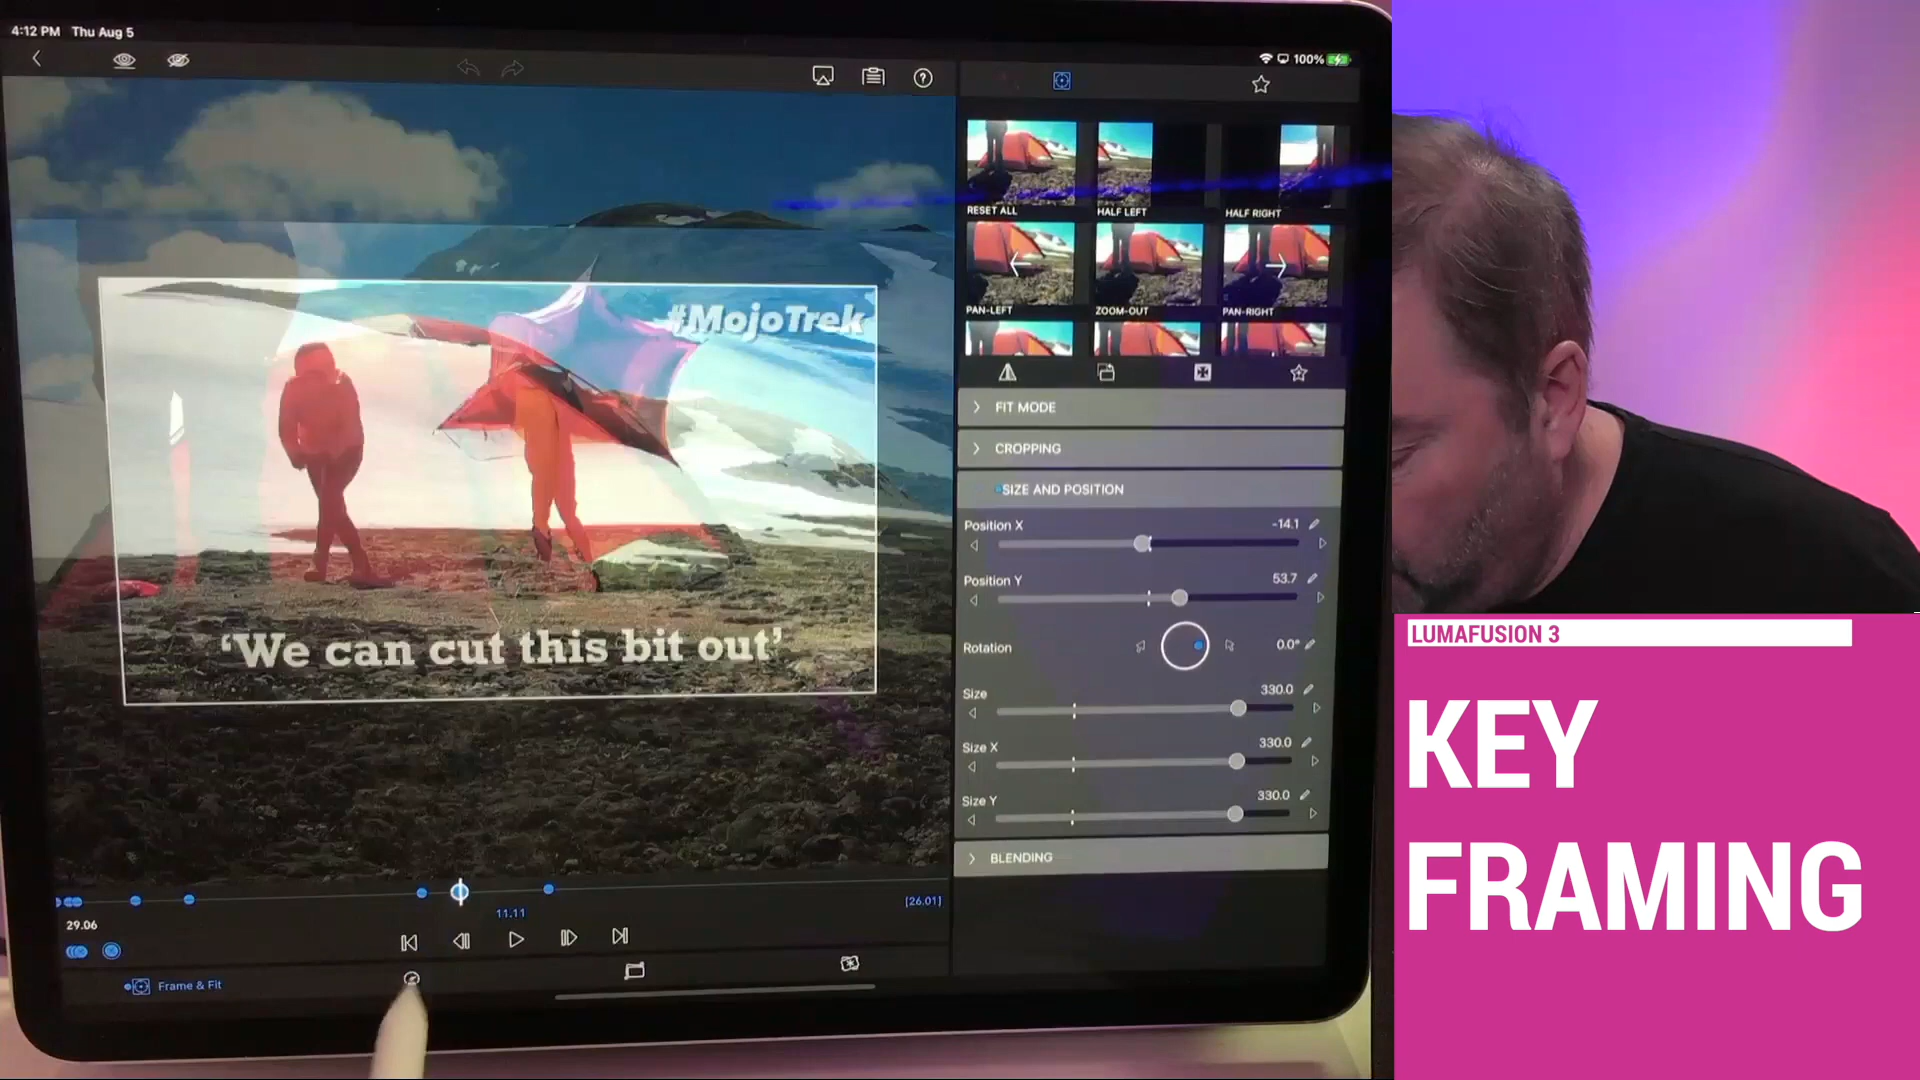 4:12 PM Thu Aug 5
100%
RESET ALL
HALF LEFT
HALF RIGHT
PAN-LEFT
ZOOM-OUT
PAN-RIGHT
#MojoTrek
‘We can cut this bit out’
FIT MODE
CROPPING
SIZE AND POSITION
Position X
-14.1
Position Y
53.7
Rotation
0.0°
Size
330.0
Size X
330.0
Size Y
330.0
BLENDING
[26.01]
11.11
29.06
Frame & Fit
LUMAFUSION 3
KEY
FRAMING